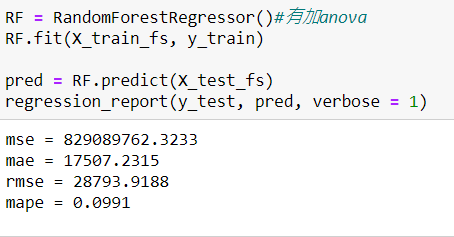 RF = RandomForestRegressor()#有加anova
RF.fit(X_train_fs, y_train)
pred = RF.predict(X_test_fs)
regression_report(y_test, pred, verbose = 1)
mse = 829089762.3233
mae = 17507.2315
rmse = 28793.9188
mape = 0.0991